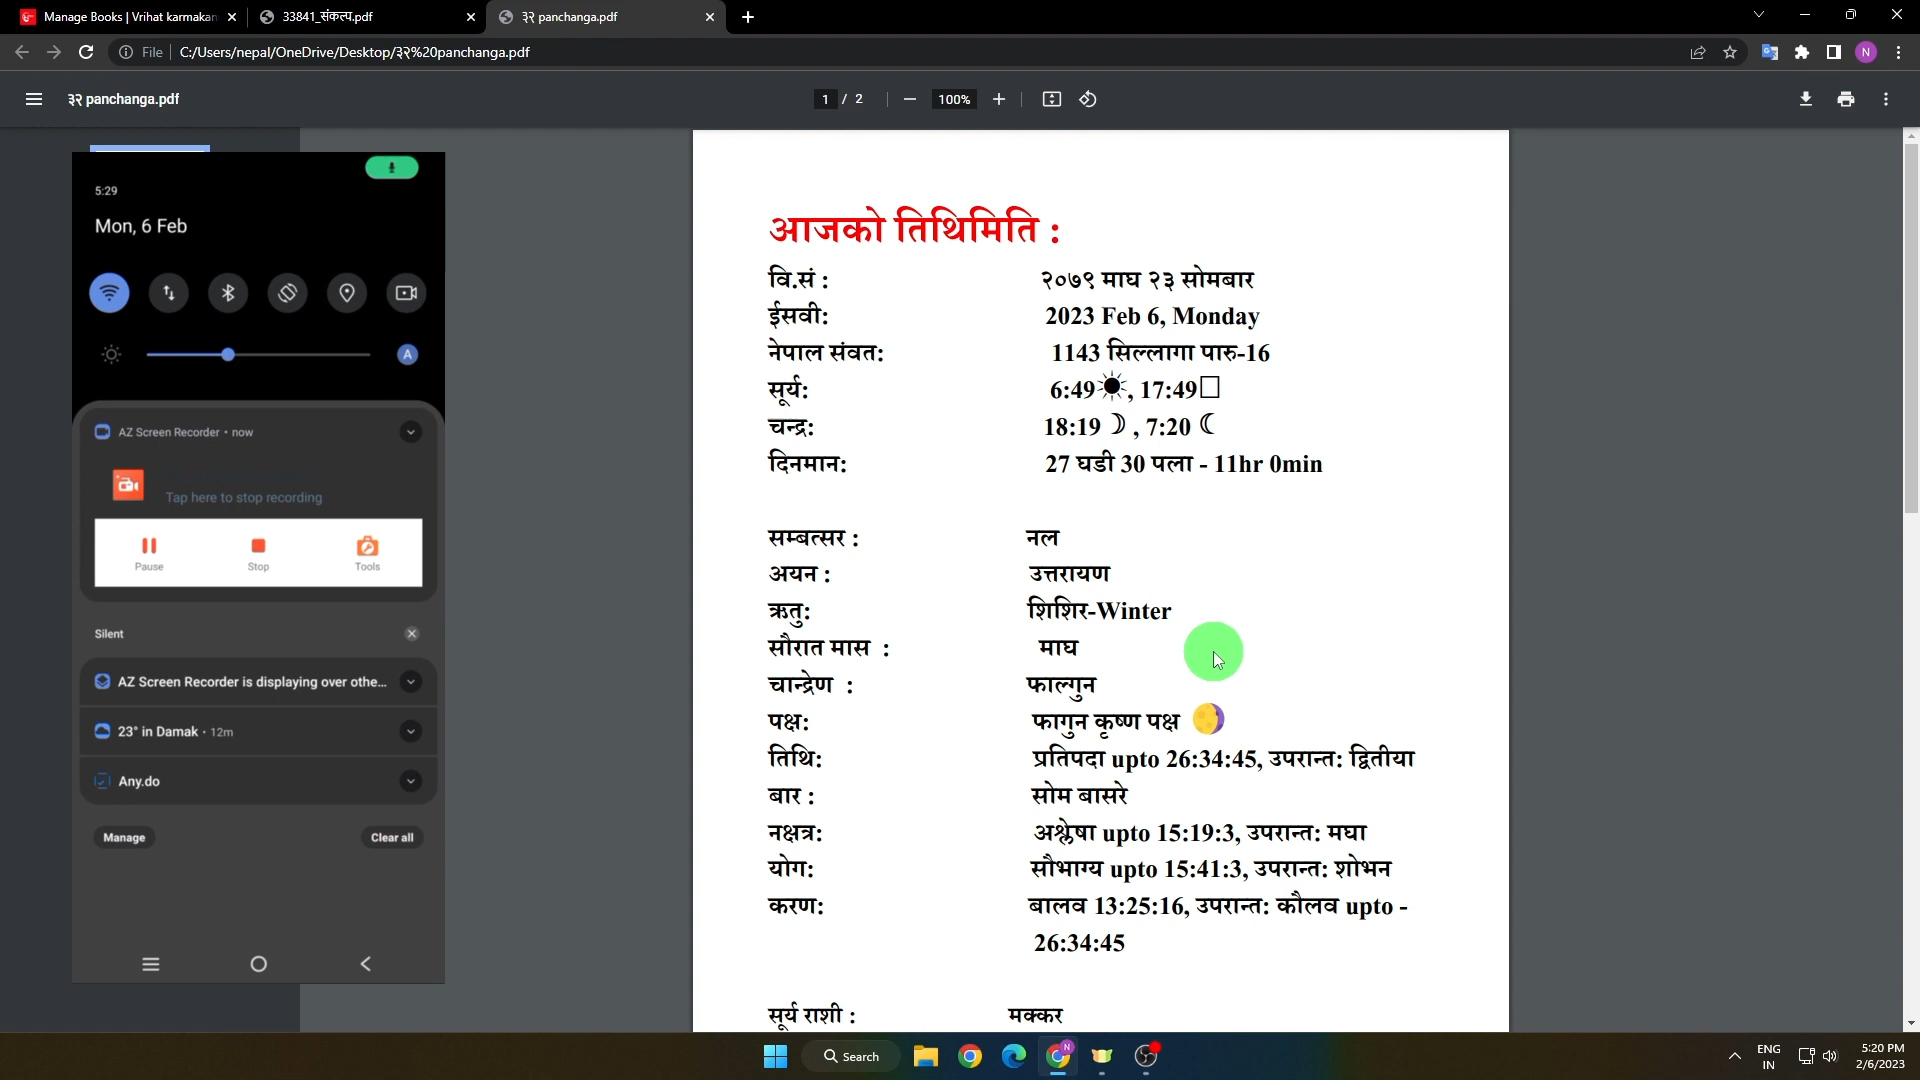 Manage Books | Vrihat karmakan
33841_संकल्प.pdf
३२ panchanga.pdf
File
C:/Users/nepal/OneDrive/Desktop/३२%20panchanga.pdf
N
३२ panchanga.pdf
1 / 2
100%
5:29
Mon, 6 Feb
A
AZ Screen Recorder • now
Tap here to stop recording
Pause
Stop
Tools
Silent
AZ Screen Recorder is displaying over othe...
23° in Damak · 12m
Any.do
Manage
Clear all
आजको तिथिमिति :
वि.सं : २०७९ माघ २३ सोमबार
ईसवी: 2023 Feb 6, Monday
नेपाल संवत: 1143 सिल्लागा पारु-16
सूर्य: 6:49☀, 17:49□
चन्द्र: 18:19 ☽, 7:20 ☾
दिनमान: 27 घडी 30 पला - 11hr 0min
सम्बत्सर : नल
अयन : उत्तरायण
ऋतु: शिशिर-Winter
सौरात मास : माघ
चान्द्रेण : फाल्गुन
पक्ष: फागुन कृष्ण पक्ष 🌖
तिथि: प्रतिपदा upto 26:34:45, उपरान्त: द्वितीया
बार : सोम बासरे
नक्षत्र: अश्लेषा upto 15:19:3, उपरान्त: मघा
योग: सौभाग्य upto 15:41:3, उपरान्त: शोभन
करण: बालव 13:25:16, उपरान्त: कौलव upto -
26:34:45
सूर्य राशी : मक्कर
Search
N
ENG
IN
5:20 PM
2/6/2023